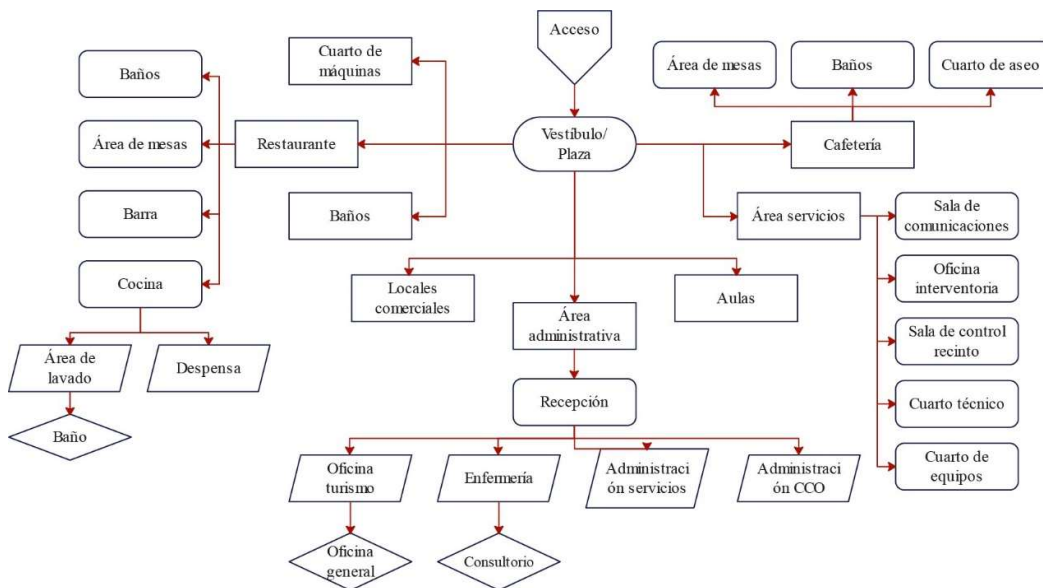 Acceso
Cuarto de
máquinas
Baños
Área de mesas
Baños
Cuarto de aseo
Vestíbulo/
Plaza
Restaurante
Área de mesas
Cafetería
Barra
Baños
Área servicios
Sala de
comunicaciones
Cocina
Locales
comerciales
Aulas
Oficina
interventoria
Área
administrativa
Sala de control
recinto
Área de
lavado
Despensa
Recepción
Cuarto técnico
Baño
Oficina
turismo
Enfermería
Administraci
ón servicios
Administraci
ón CCO
Cuarto de
equipos
Oficina
general
Consultorio